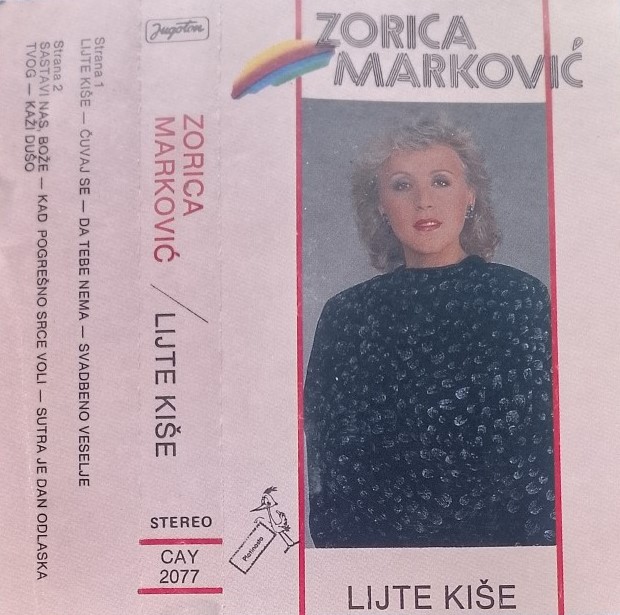 Strana 1
LIJTE KIŠE — ČUVAJ SE — DA TEBE NEMA — SVADBENO VESELJE
Strana 2
SASTAVI NAS, BOŽE — KAD POGREŠNO SRCE VOLI — SUTRA JE DAN ODLASKA
TVOG — KAŽI DUŠO
Jugoton
ZORICA
MARKOVIĆ / LIJTE KIŠE
STEREO
CAY
2077
ZORICA
MARKOVIĆ
Platinado
LIJTE KIŠE